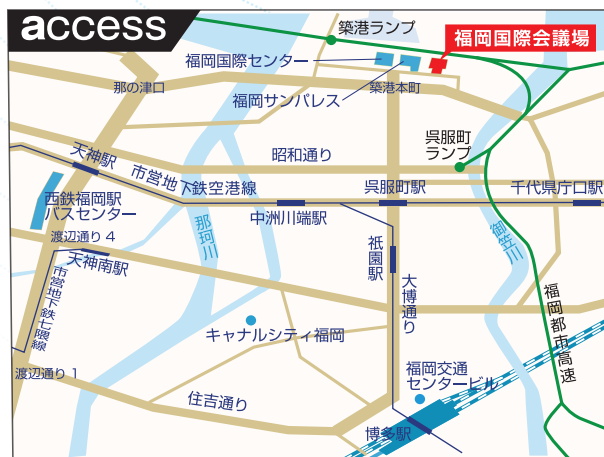 access
築港ランプ
福岡国際会議場
福岡国際センター
那の津口
福岡サンパレス
築港本町
呉服町
ランプ
昭和通り
天神駅
市営地下鉄空港線
西鉄福岡駅
バスセンター
呉服町駅
千代県庁口駅
中洲川端駅
那珂川
御笠川
渡辺通り4
天神南駅
祇園駅
大博通り
市営地下鉄七隈線
福岡都市高速
キャナルシティ福岡
渡辺通り1
福岡交通
センタービル
住吉通り
博多駅